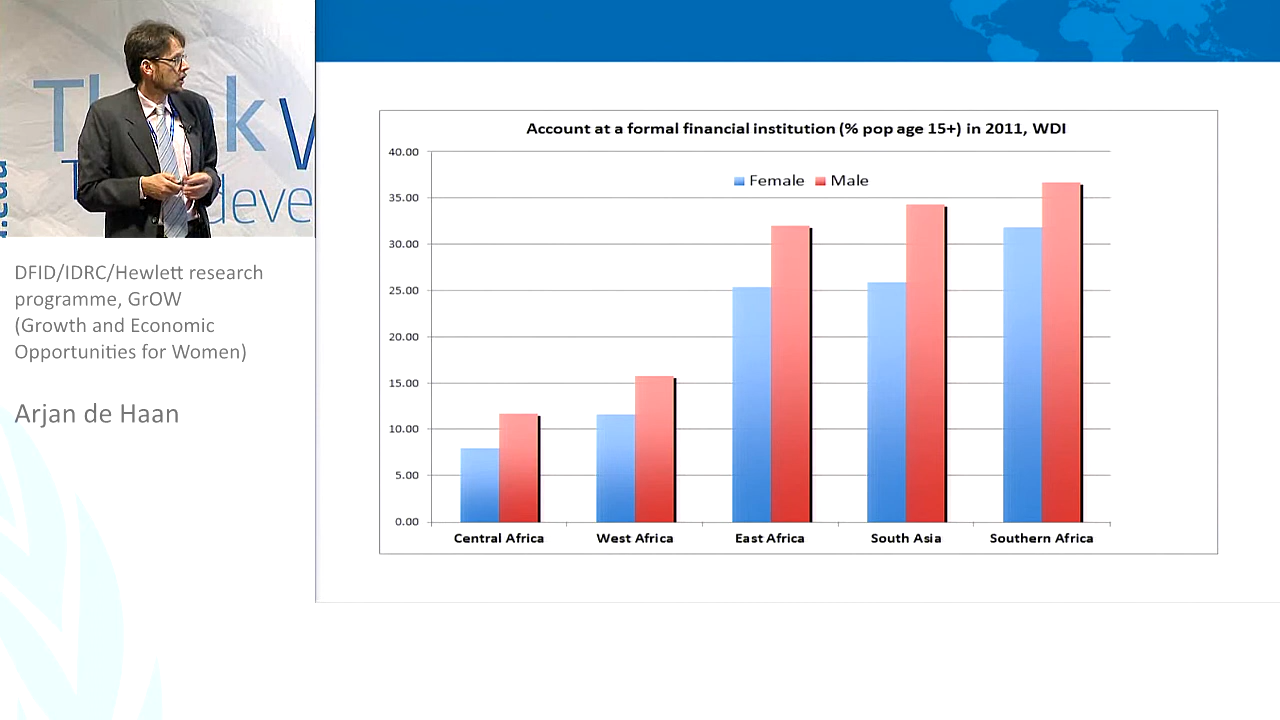 Think
deve
DFID/IDRC/Hewlett research
programme, GrOW
(Growth and Economic
Opportunities for Women)
Arjan de Haan
Account at a formal financial institution (% pop age 15+) in 2011, WDI
Female Male
40.00
35.00
30.00
25.00
20.00
15.00
10.00
5.00
0.00
Central Africa West Africa East Africa South Asia Southern Africa